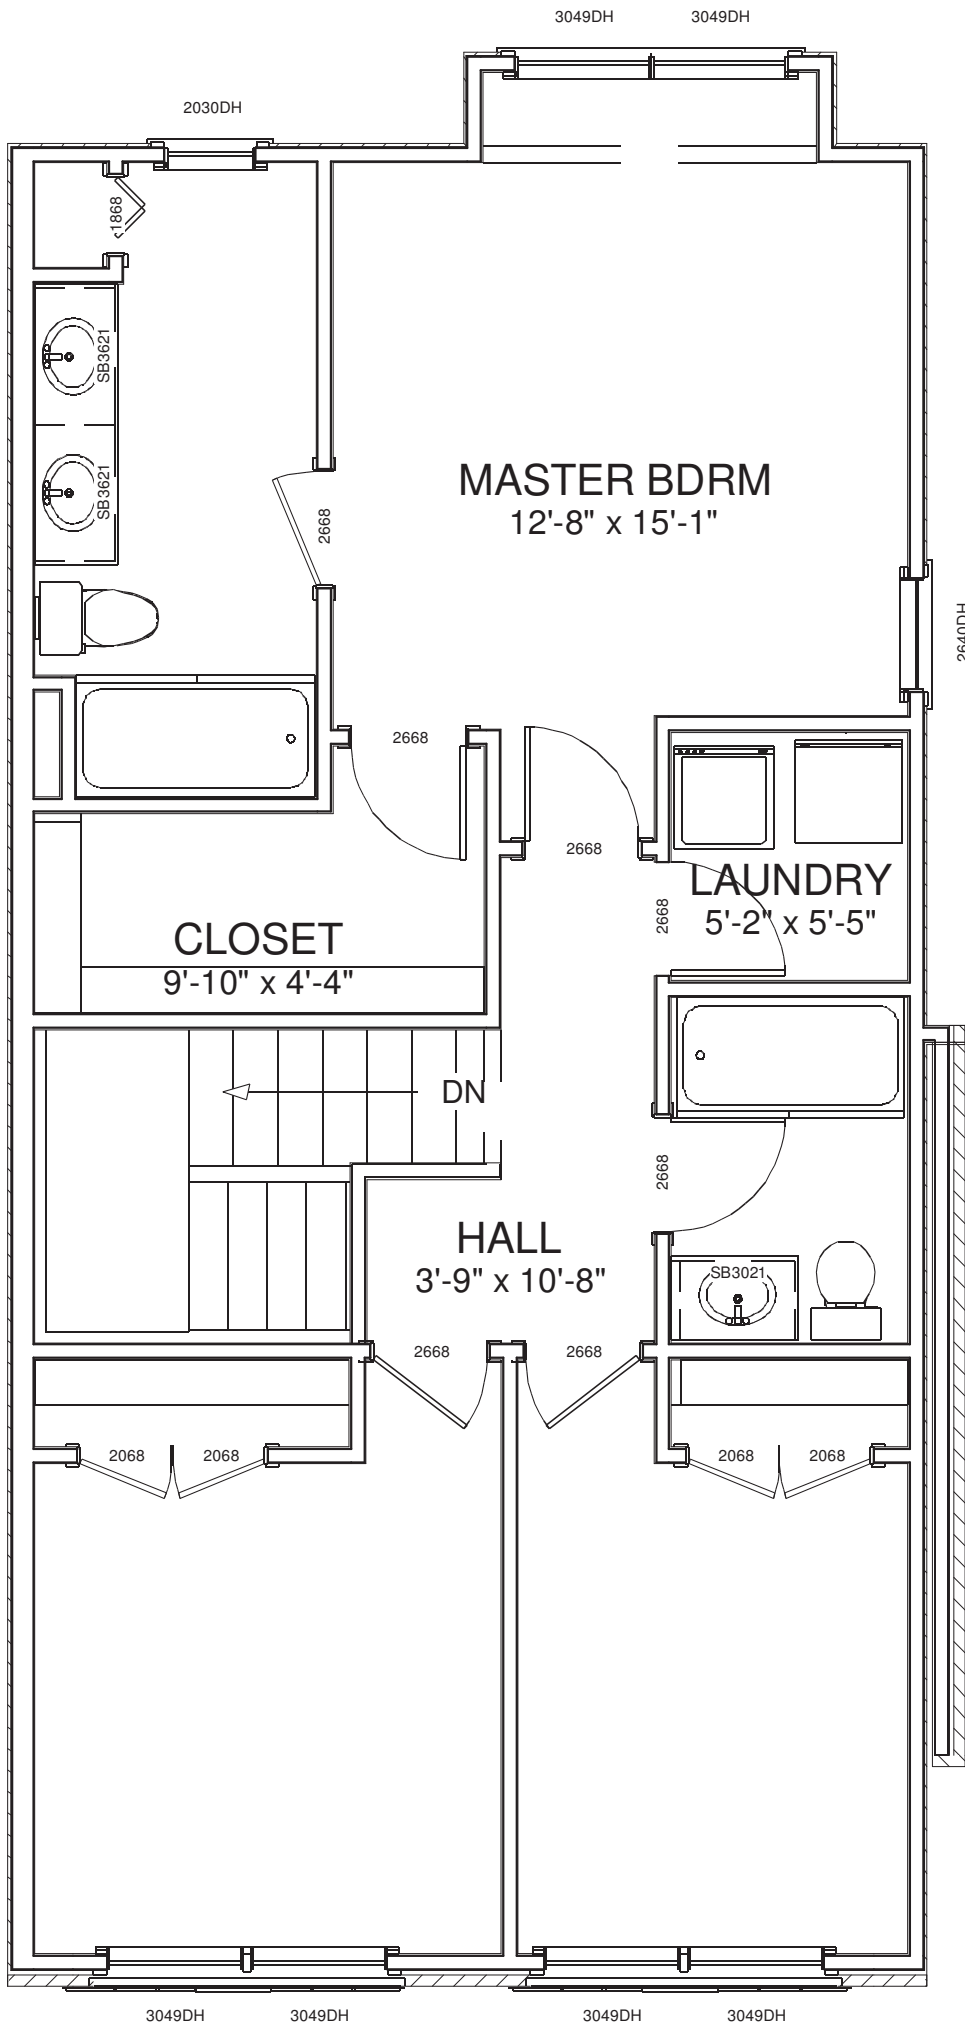 3049DH 3049DH
2030DH
1868
SB3621
SB3621
MASTER BDRM
12'-8" x 15'-1"
2668
2640DH
2668
2668
LAUNDRY
5'-2" x 5'-5"
2668
CLOSET
9'-10" x 4'-4"
DN
2668
HALL
3'-9" x 10'-8"
SB3021
2668 2668
2068 2068 2068 2068
3049DH 3049DH 3049DH 3049DH